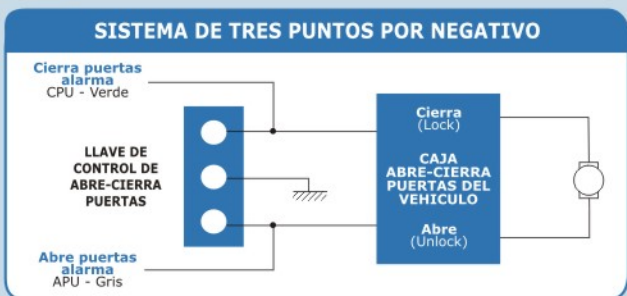 SISTEMA DE TRES PUNTOS POR NEGATIVO
Cierra puertas
alarma
CPU - Verde
LLAVE DE
CONTROL DE
ABRE-CIERRA
PUERTAS
Abre puertas
alarma
APU - Gris
Cierra
(Lock)
CAJA
ABRE-CIERRA
PUERTAS DEL
VEHICULO
Abre
(Unlock)